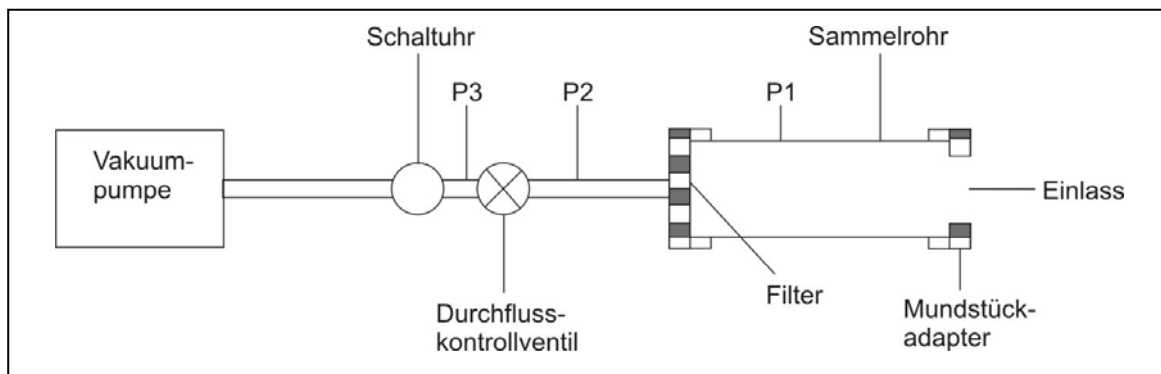 Schaltuhr
Sammelrohr
P3
P2
P1
Vakuum-
pumpe
Einlass
Filter
Durchfluss-
kontrollventil
Mundstück-
adapter